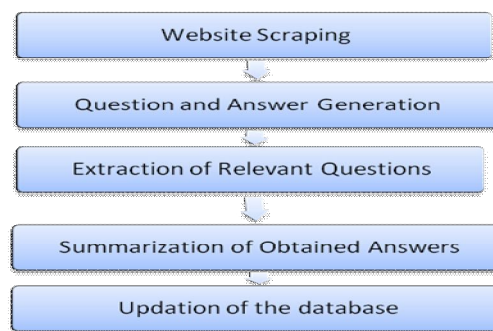 Website Scraping
Question and Answer Generation
Extraction of Relevant Questions
Summarization of Obtained Answers
Updation of the database